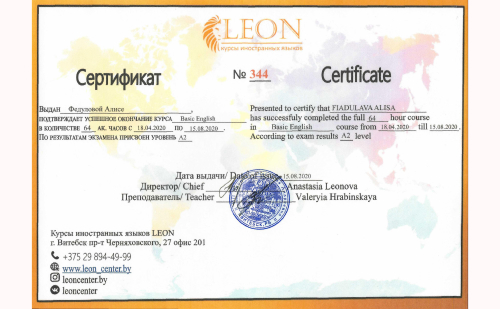 LEON
курсы иностранных языков
Сертификат
№ 344
Certificate
Выдан Федуловой Алисе
подтверждает успешное окончание курса Basic English
в количестве 64 ак. часов с 18.04.2020 по 15.08.2020.
По результатам экзамена присвоен уровень A2
Presented to certify that FIADULAVA ALISA
has successfully completed the full 64 hour course
in Basic English course from 18.04.2020 till 15.08.2020.
According to exam results A2 level
Дата выдачи/ Date of issue 15.08.2020
Директор/ Chief Anastasia Leonova
Преподаватель/ Teacher Valeryia Hrabinskaya
Курсы иностранных языков LEON
г. Витебск пр-т Черняховского, 27 офис 201
+375 29 894-49-99
www.leon_center.by
leoncenter.by
leoncenter